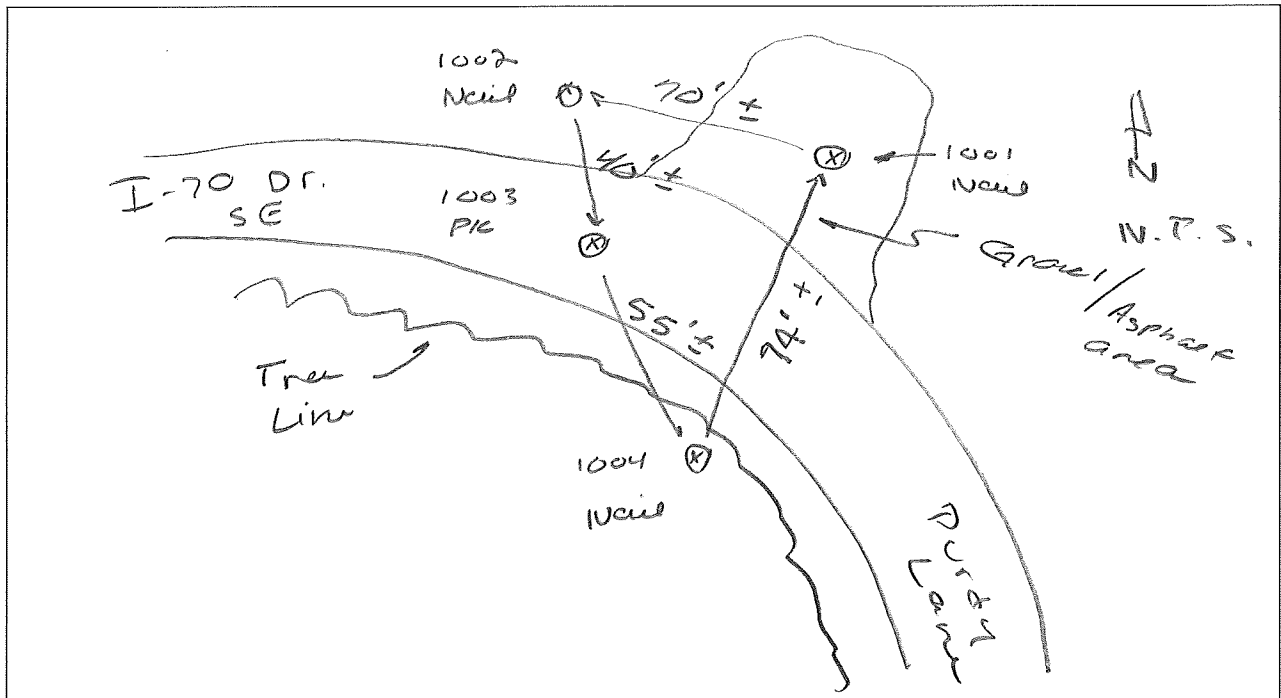 1002
Nail
70' ±
40' ±
1001
Nail
N
N.T.S.
I-70 Dr.
SE
1003
PK
Gravel/Asphalt
area
55' ±
74' ±
Tree
Line
1004
Nail
Purdy
Lane